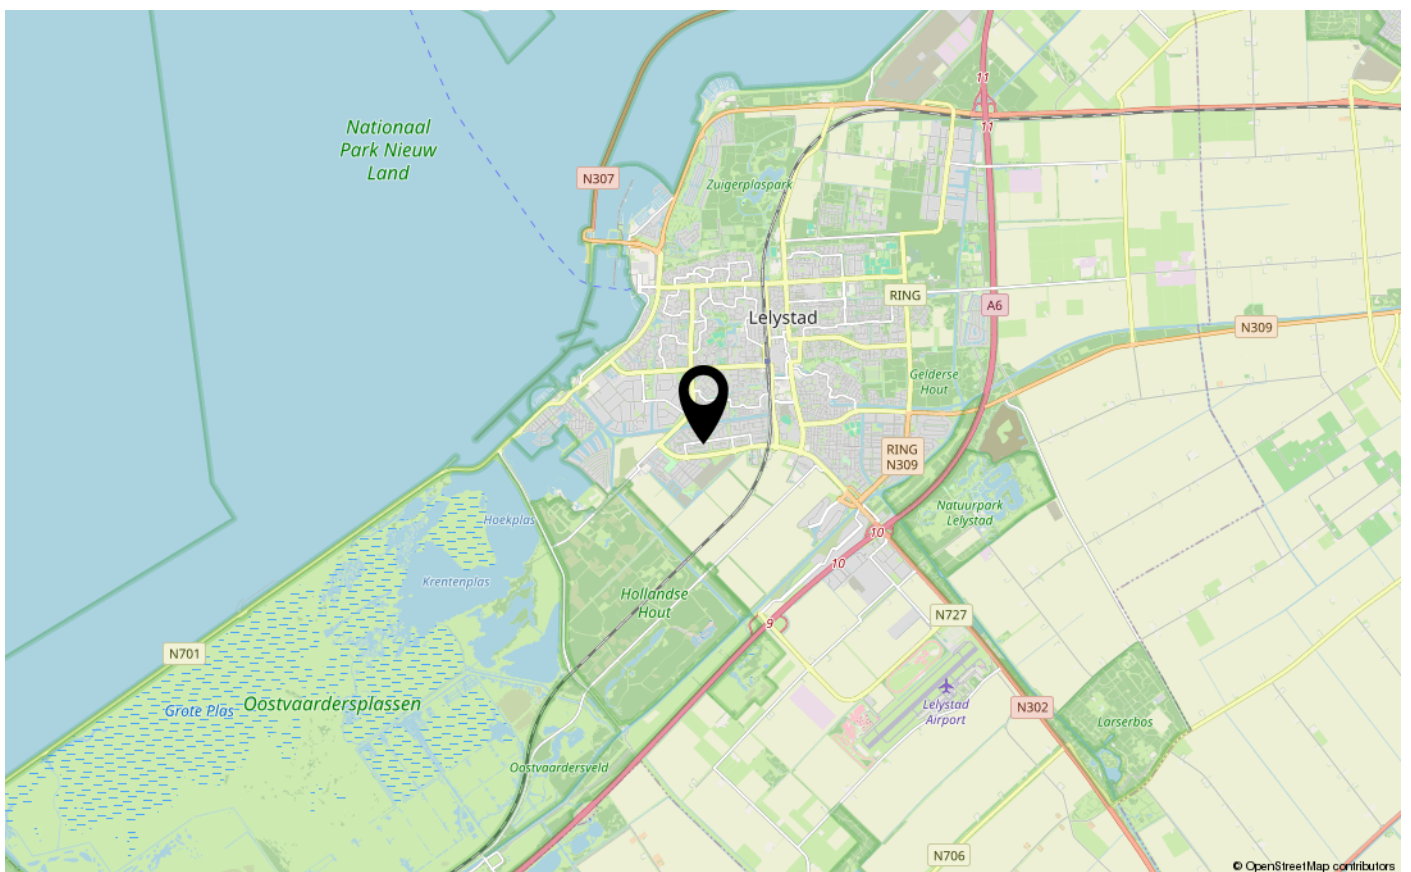 Nationaal
Park Nieuw
Land
11
11
N307
Zuigerplaspark
RING
A6
Lelystad
N309
Gelderse
Hout
RING
N309
Natuurpark
Lelystad
Hoekplas
10
10
Krentenplas
Hollandse
Hout
9
N727
N701
Grote Plas
Oostvaardersplassen
Lelystad
Airport
N302
Larserbos
Oostvaardersveld
N706
© OpenStreetMap contributors